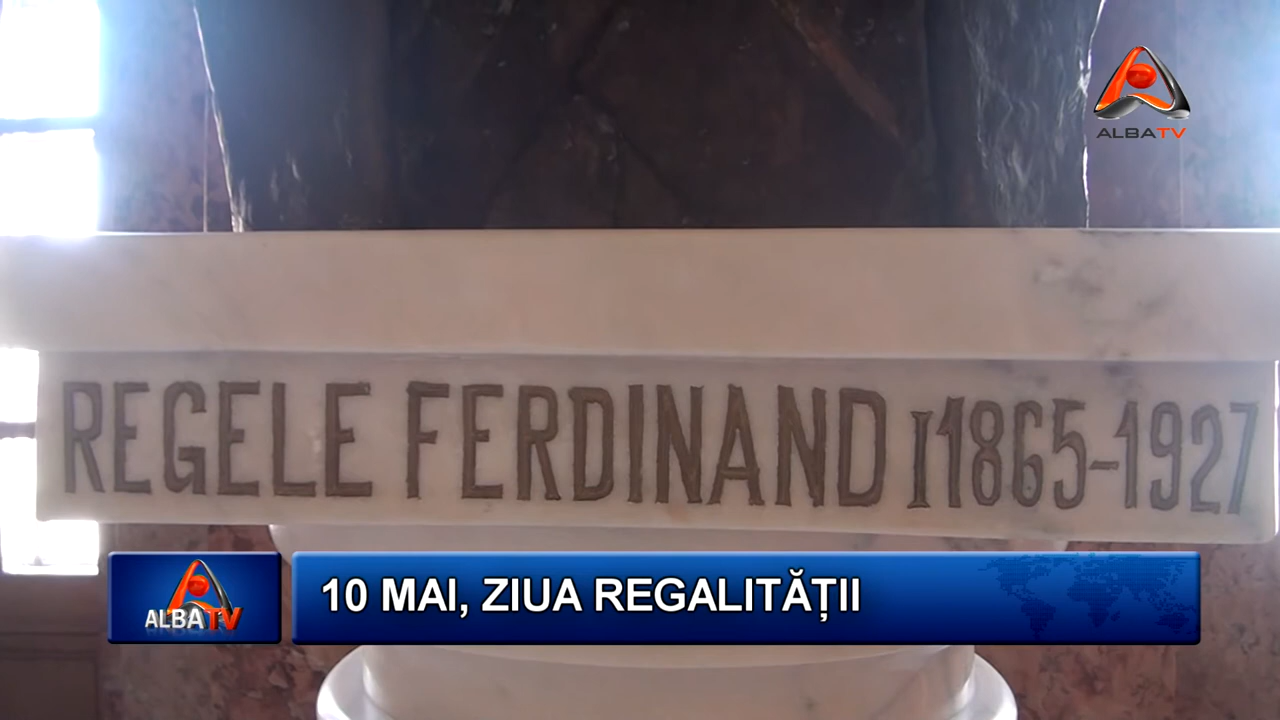 ALBATV
REGELE FERDINAND I 1865-1927
ALBATV
10 MAI, ZIUA REGALITĂȚII